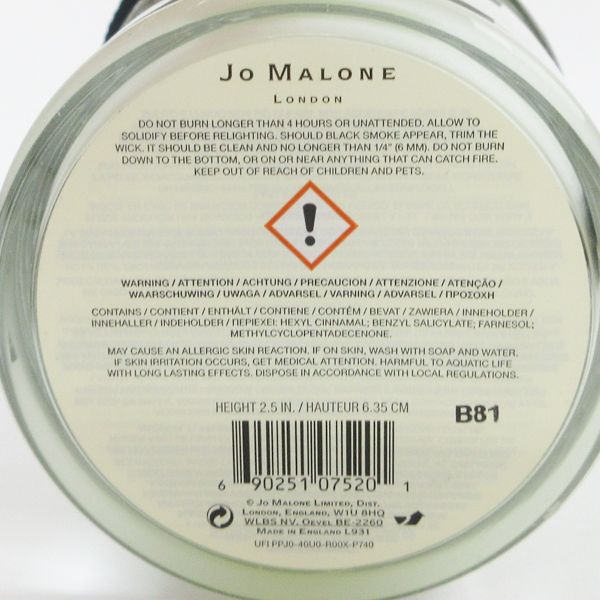 JO MALONE
LONDON
DO NOT BURN LONGER THAN 4 HOURS OR UNATTENDED. ALLOW TO
SOLIDIFY BEFORE RELIGHTING. SHOULD BLACK SMOKE APPEAR, TRIM THE
WICK. IT SHOULD BE CLEAN AND NO LONGER THAN 1/4" (6 MM). DO NOT BURN
DOWN TO THE BOTTOM, OR ON OR NEAR ANYTHING THAT CAN CATCH FIRE.
KEEP OUT OF REACH OF CHILDREN AND PETS.
!
WARNING / ATTENTION / ACHTUNG / PRECAUCION / ATTENZIONE / ATENÇÃO /
WAARSCHUWING / UWAGA / ADVARSEL / VARNING / ADVARSEL / ΠΡΟΣΟΧΗ
CONTAINS / CONTIENT / ENTHÄLT / CONTIENE / CONTÉM / BEVAT / ZAWIERA / INNEHOLDER /
INNEHALLER / INDEHOLDER / ΠΕΡΙΕΧΕΙ: HEXYL CINNAMAL; BENZYL SALICYLATE; FARNESOL;
METHYLCYCLOPENTADECENONE.
MAY CAUSE AN ALLERGIC SKIN REACTION. IF ON SKIN, WASH WITH SOAP AND WATER.
IF SKIN IRRITATION OCCURS, GET MEDICAL ATTENTION. HARMFUL TO AQUATIC LIFE
WITH LONG LASTING EFFECTS. DISPOSE IN ACCORDANCE WITH LOCAL REGULATIONS.
HEIGHT 2.5 IN. / HAUTEUR 6.35 CM
B81
6 90251 07520 1
© JO MALONE LIMITED, DIST.
LONDON, ENGLAND, W1U 8HQ
WLBS NV. OEVEL BE-2260
MADE IN ENGLAND L931
UFI PPJ0-40U0-R00X-P740